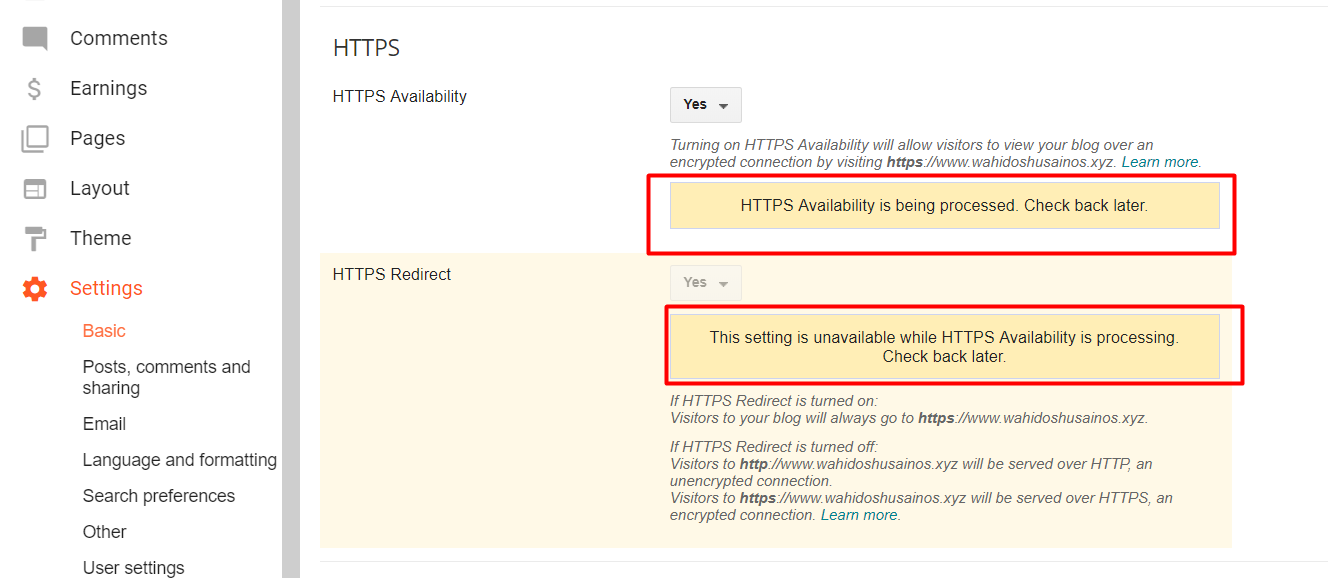 Comments
Earnings
Pages
Layout
Theme
Settings
Basic
Posts, comments and
sharing
Email
Language and formatting
Search preferences
Other
User settings
HTTPS
HTTPS Availability
Yes
Turning on HTTPS Availability will allow visitors to view your blog over an
encrypted connection by visiting https://www.wahidoshusainos.xyz. Learn more.
HTTPS Availability is being processed. Check back later.
HTTPS Redirect
Yes
This setting is unavailable while HTTPS Availability is processing.
Check back later.
If HTTPS Redirect is turned on:
Visitors to your blog will always go to https://www.wahidoshusainos.xyz.
If HTTPS Redirect is turned off:
Visitors to http://www.wahidoshusainos.xyz will be served over HTTP, an
unencrypted connection.
Visitors to https://www.wahidoshusainos.xyz will be served over HTTPS, an
encrypted connection. Learn more.